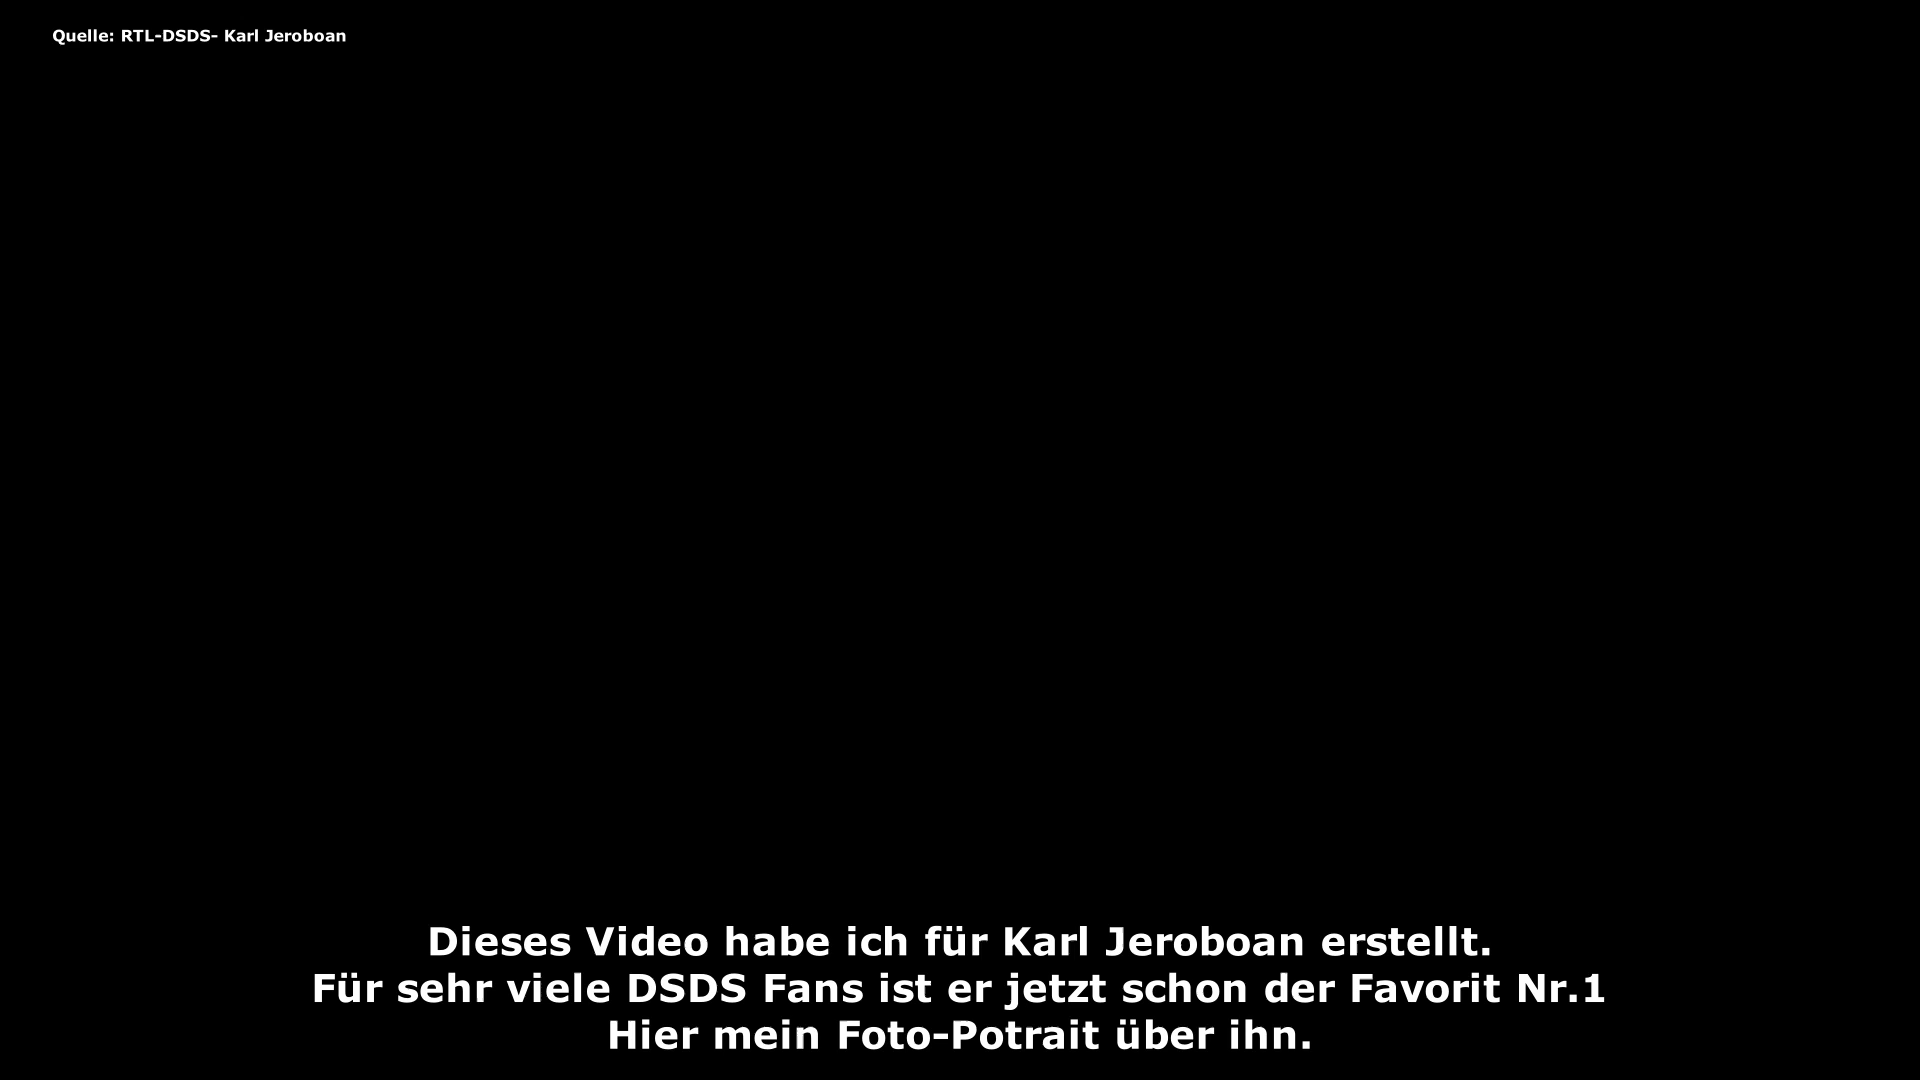 Quelle: RTL-DSDS- Karl Jeroboan
Dieses Video habe ich für Karl Jeroboan erstellt.
Für sehr viele DSDS Fans ist er jetzt schon der Favorit Nr.1
Hier mein Foto-Potrait über ihn.